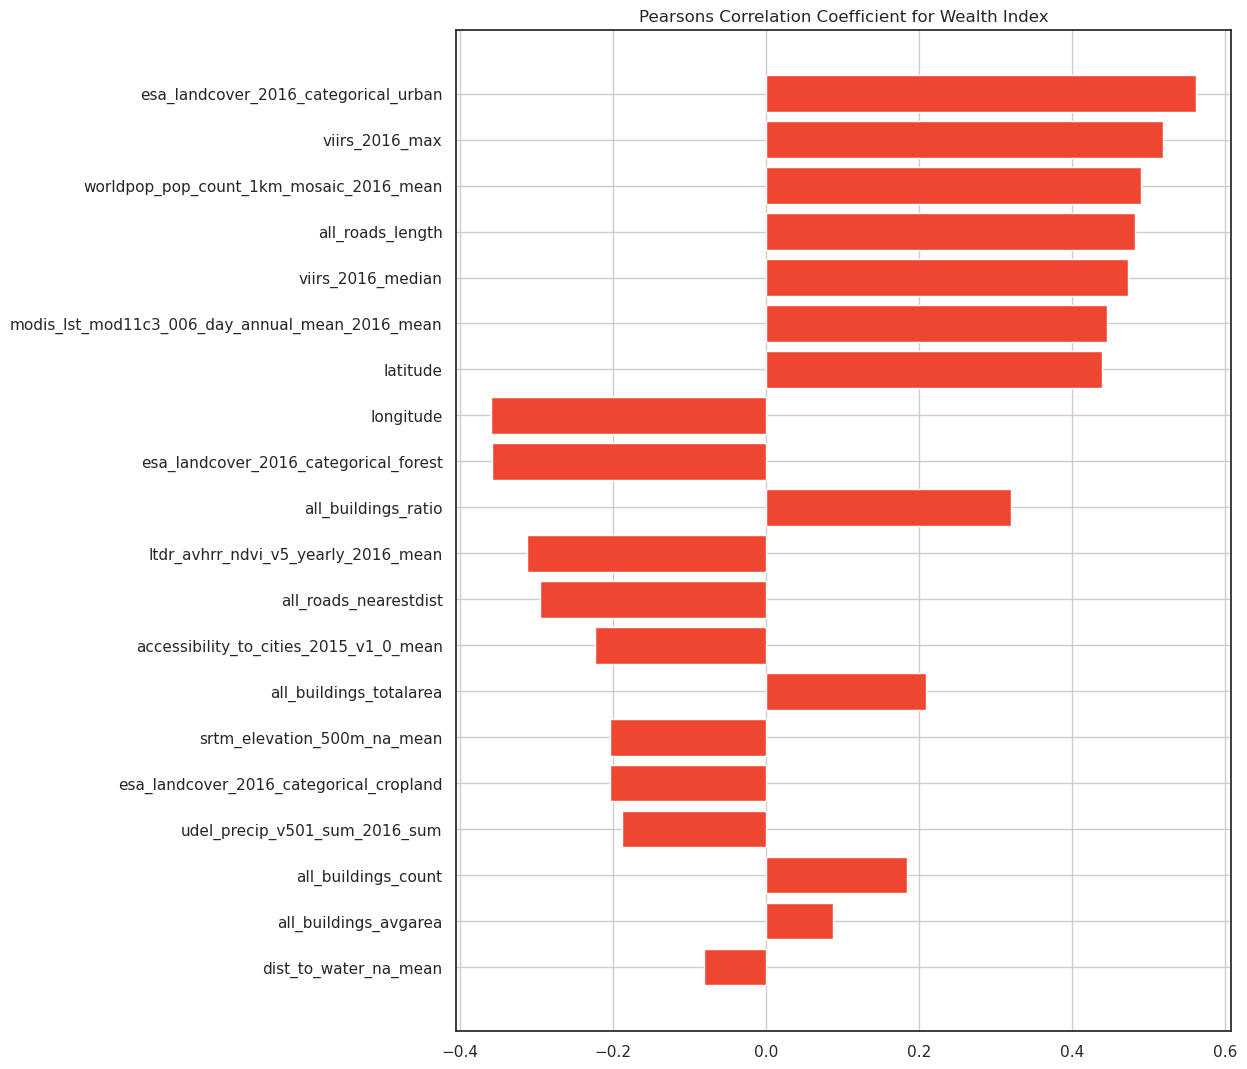 Pearsons Correlation Coefficient for Wealth Index
esa_landcover_2016_categorical_urban
viirs_2016_max
worldpop_pop_count_1km_mosaic_2016_mean
all_roads_length
viirs_2016_median
modis_lst_mod11c3_006_day_annual_mean_2016_mean
latitude
longitude
esa_landcover_2016_categorical_forest
all_buildings_ratio
ltdr_avhrr_ndvi_v5_yearly_2016_mean
all_roads_nearestdist
accessibility_to_cities_2015_v1_0_mean
all_buildings_totalarea
srtm_elevation_500m_na_mean
esa_landcover_2016_categorical_cropland
udel_precip_v501_sum_2016_sum
all_buildings_count
all_buildings_avgarea
dist_to_water_na_mean
−0.4 −0.2 0.0 0.2 0.4 0.6